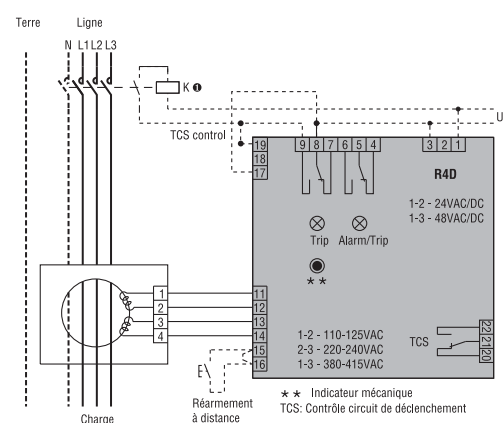 Terre
Ligne
N L1 L2 L3
K ❶
U
TCS control
19
18
17
9 8 7 6 5 4
3 2 1
R4D
1-2 - 24VAC/DC
1-3 - 48VAC/DC
Trip
Alarm/Trip
* *
1
2
3
4
11
12
13
14
15
16
1-2 - 110-125VAC
2-3 - 220-240VAC
1-3 - 380-415VAC
TCS
22
21
20
E
Réarmement
à distance
* * Indicateur mécanique
TCS: Contrôle circuit de déclenchement
Charge